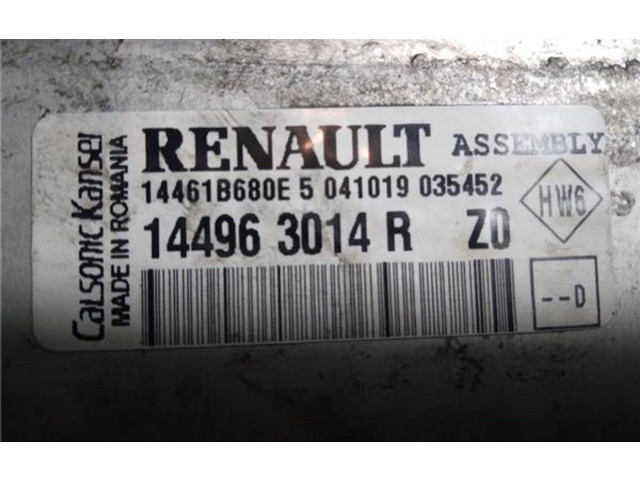 RENAULT ASSEMBLY
14461B680E 5 041019 035452
14496 3014 R Z0
HW6
--D
Calsonic Kansei
MADE IN ROMANIA